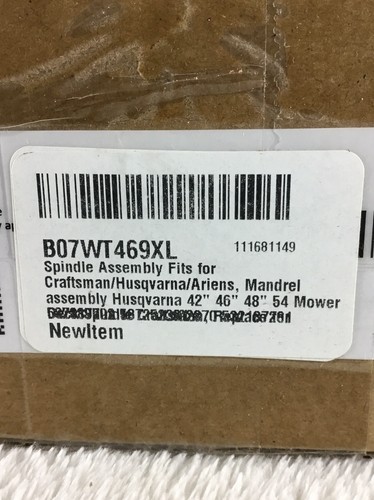 B07WT469XL 111681149
Spindle Assembly Fits for
Craftsman/Husqvarna/Ariens, Mandrel
assembly Husqvarna 42" 46" 48" 54 Mower
NewItem